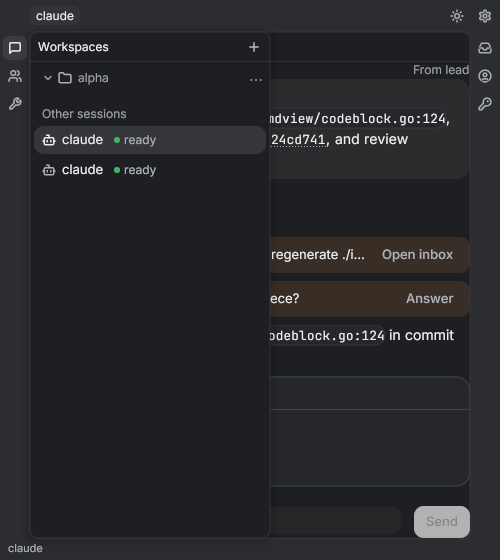 claude
Workspaces
alpha
Other sessions
claude ready
claude ready
From lead
mdview/codeblock.go:124,
24cd741, and review
regenerate ./i... Open inbox
ece? Answer
odeblock.go:124 in commit
Send
claude